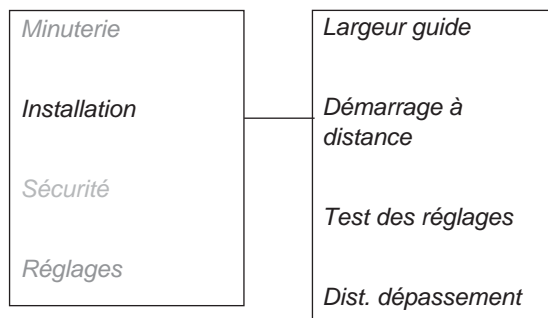 Minuterie
Installation
Sécurité
Réglages
Largeur guide
Démarrage à
distance
Test des réglages
Dist. dépassement